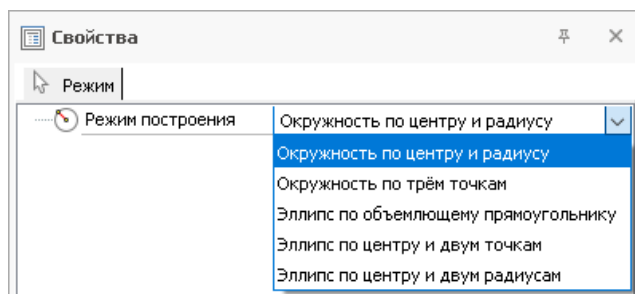 Свойства
Режим
Режим построения
Окружность по центру и радиусу
Окружность по центру и радиусу
Окружность по трём точкам
Эллипс по объемлющему прямоугольнику
Эллипс по центру и двум точкам
Эллипс по центру и двум радиусам